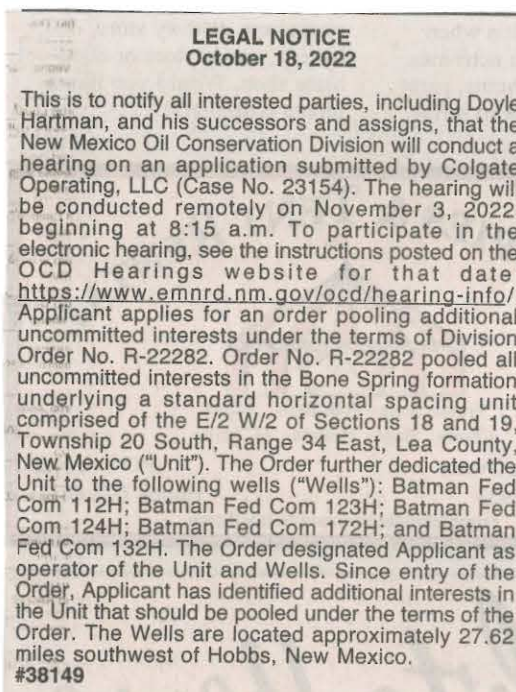 LEGAL NOTICE
October 18, 2022
This is to notify all interested parties, including Doyle
Hartman, and his successors and assigns, that the
New Mexico Oil Conservation Division will conduct a
hearing on an application submitted by Colgate
Operating, LLC (Case No. 23154). The hearing will
be conducted remotely on November 3, 2022
beginning at 8:15 a.m. To participate in the
electronic hearing, see the instructions posted on the
OCD Hearings website for that date
https://www.emnrd.nm.gov/ocd/hearing-info/
Applicant applies for an order pooling additional
uncommitted interests under the terms of Division
Order No. R-22282. Order No. R-22282 pooled all
uncommitted interests in the Bone Spring formation
underlying a standard horizontal spacing unit
comprised of the E/2 W/2 of Sections 18 and 19,
Township 20 South, Range 34 East, Lea County,
New Mexico ("Unit"). The Order further dedicated the
Unit to the following wells ("Wells"): Batman Fed
Com 112H; Batman Fed Com 123H; Batman Fed
Com 124H; Batman Fed Com 172H; and Batman
Fed Com 132H. The Order designated Applicant as
operator of the Unit and Wells. Since entry of the
Order, Applicant has identified additional interests in
the Unit that should be pooled under the terms of the
Order. The Wells are located approximately 27.62
miles southwest of Hobbs, New Mexico.
#38149